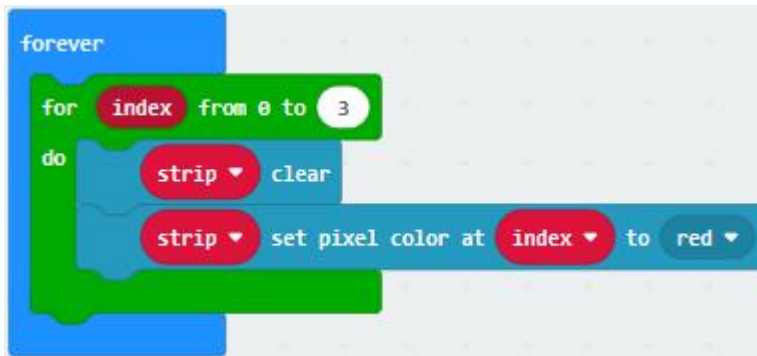 forever
for index from 0 to 3
do
strip clear
strip set pixel color at index to red